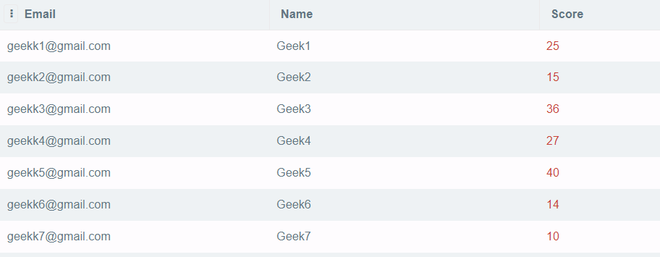 Email Name Score
geekk1@gmail.com Geek1 25
geekk2@gmail.com Geek2 15
geekk3@gmail.com Geek3 36
geekk4@gmail.com Geek4 27
geekk5@gmail.com Geek5 40
geekk6@gmail.com Geek6 14
geekk7@gmail.com Geek7 10